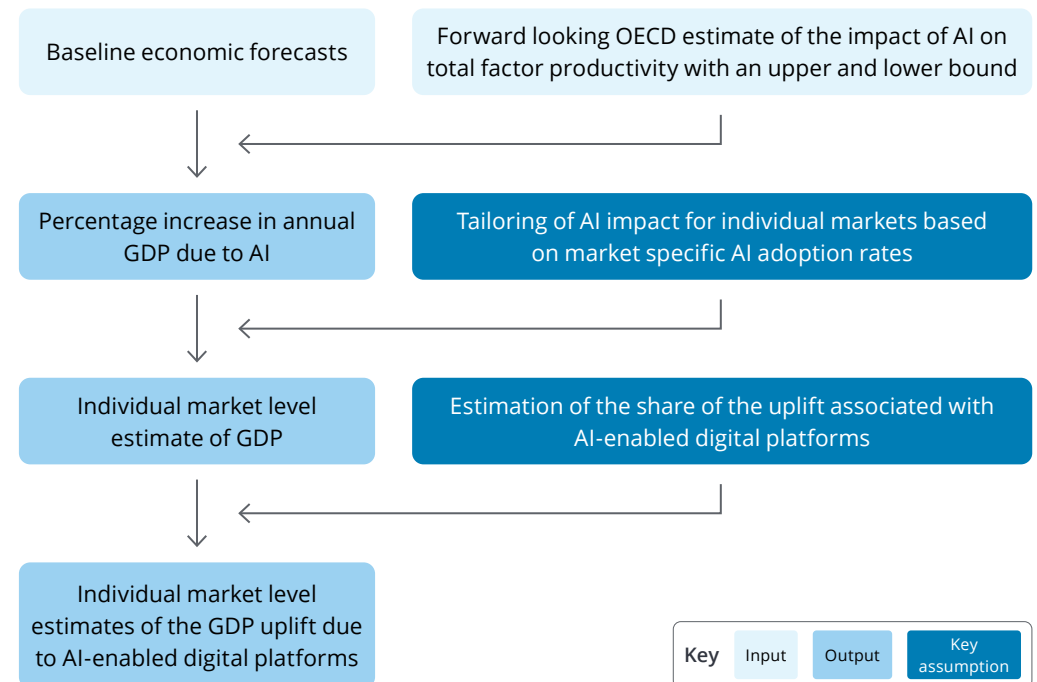 Baseline economic forecasts
Forward looking OECD estimate of the impact of AI on
total factor productivity with an upper and lower bound
Percentage increase in annual
GDP due to AI
Tailoring of AI impact for individual markets based
on market specific AI adoption rates
Individual market level
estimate of GDP
Estimation of the share of the uplift associated with
AI-enabled digital platforms
Individual market level
estimates of the GDP uplift due
to AI-enabled digital platforms
Key
Input
Output
Key
assumption